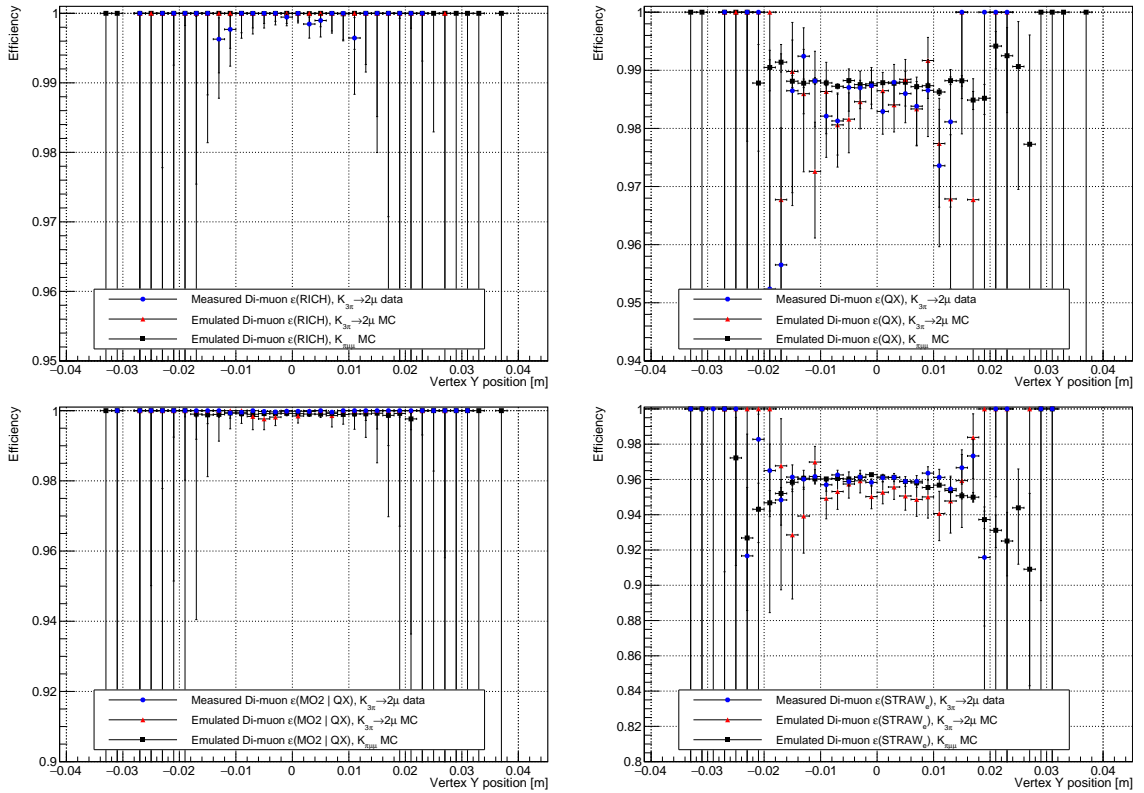 Efficiency
1
0.99
0.98
0.97
0.96
0.95
Measured Di-muon ε(RICH), K3π→2μ data
Emulated Di-muon ε(RICH), K3π→2μ MC
Emulated Di-muon ε(RICH), Kπμμ MC
−0.04 −0.03 −0.02 −0.01 0 0.01 0.02 0.03 0.04
Vertex Y position [m]
Efficiency
1
0.99
0.98
0.97
0.96
0.95
0.94
Measured Di-muon ε(QX), K3π→2μ data
Emulated Di-muon ε(QX), K3π→2μ MC
Emulated Di-muon ε(QX), Kπμμ MC
−0.04 −0.03 −0.02 −0.01 0 0.01 0.02 0.03 0.04
Vertex Y position [m]
Efficiency
1
0.98
0.96
0.94
0.92
0.9
Measured Di-muon ε(MO2 | QX), K3π→2μ data
Emulated Di-muon ε(MO2 | QX), K3π→2μ MC
Emulated Di-muon ε(MO2 | QX), Kπμμ MC
−0.04 −0.03 −0.02 −0.01 0 0.01 0.02 0.03 0.04
Vertex Y position [m]
Efficiency
1
0.98
0.96
0.94
0.92
0.9
0.88
0.86
0.84
0.82
0.8
Measured Di-muon ε(STRAWe), K3π→2μ data
Emulated Di-muon ε(STRAWe), K3π→2μ MC
Emulated Di-muon ε(STRAWe), Kπμμ MC
−0.04 −0.03 −0.02 −0.01 0 0.01 0.02 0.03 0.04
Vertex Y position [m]